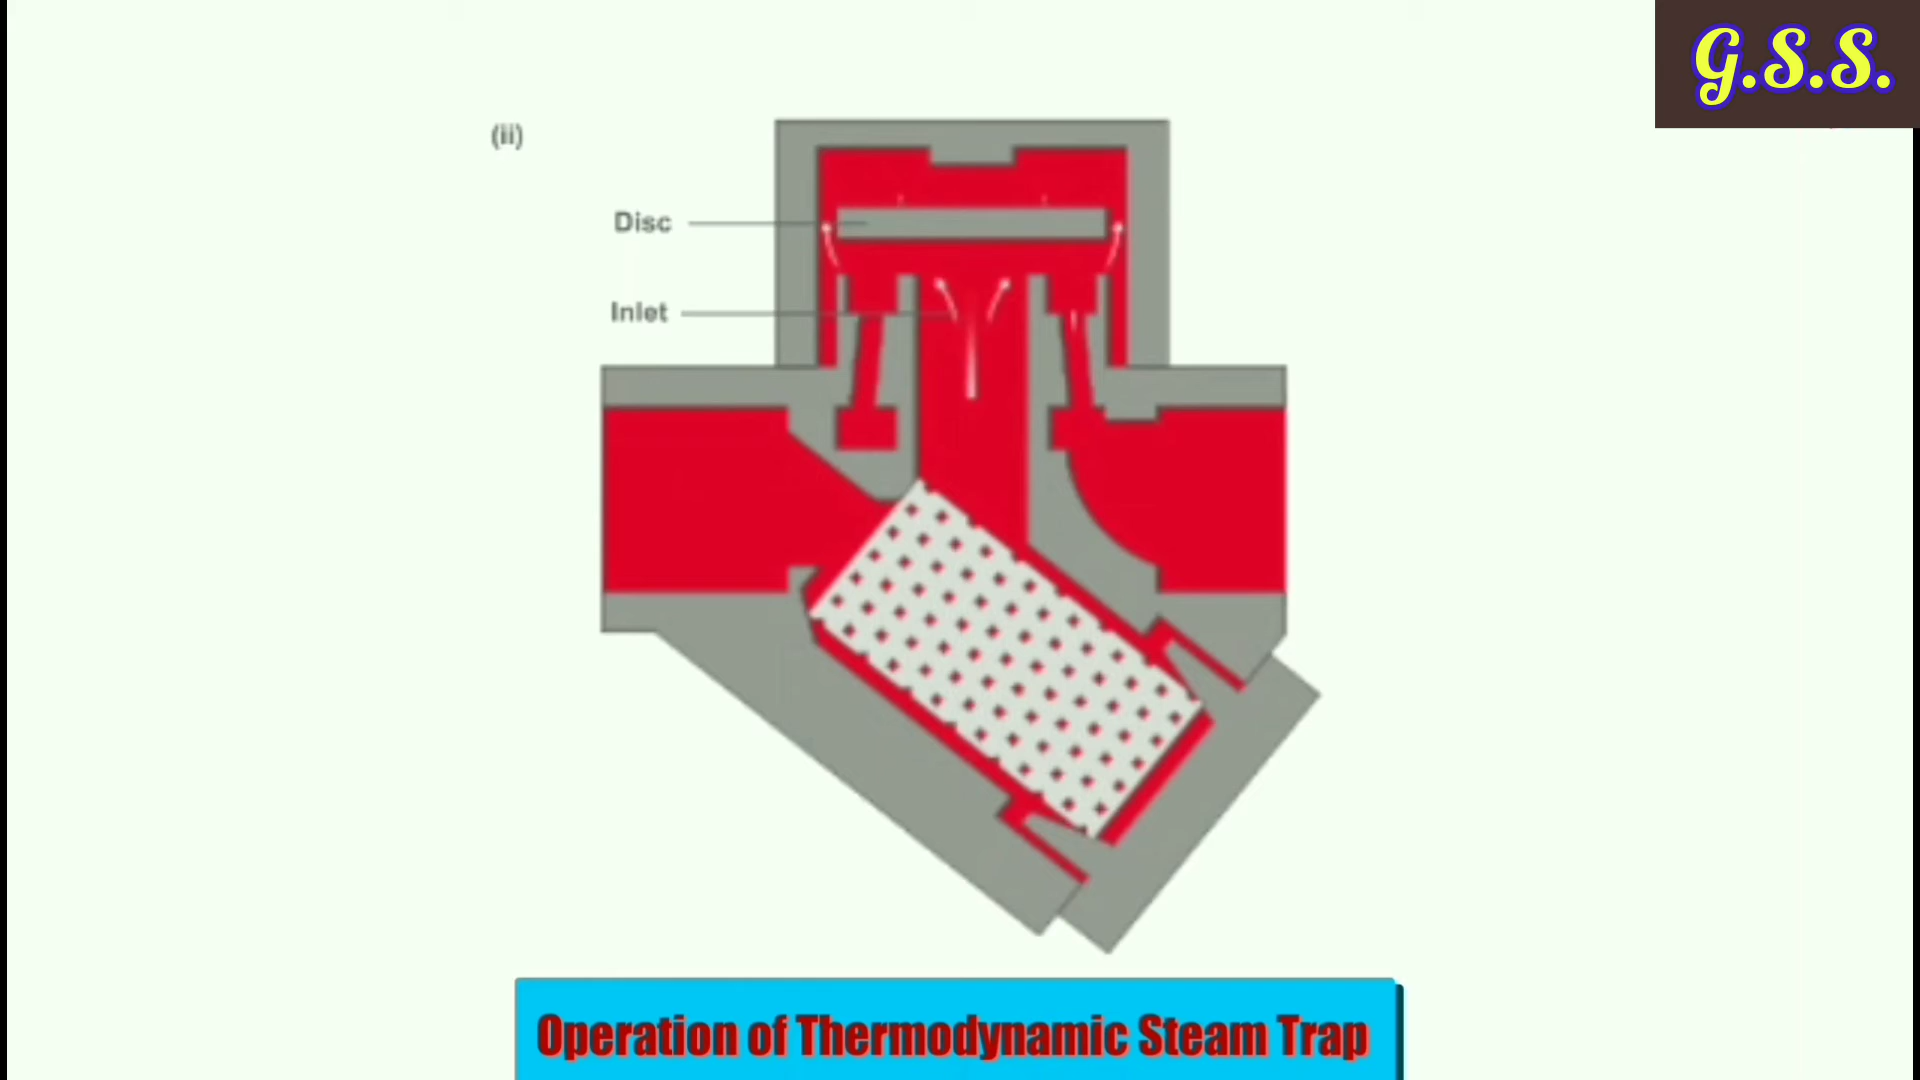 G.S.S.
(ii)
Disc
Inlet
Operation of Thermodynamic Steam Trap